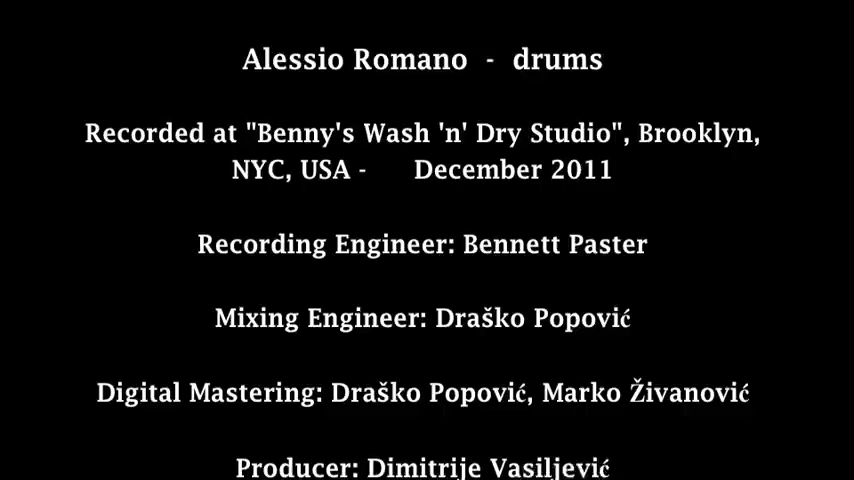 Alessio Romano - drums
Recorded at "Benny's Wash 'n' Dry Studio", Brooklyn,
NYC, USA - December 2011
Recording Engineer: Bennett Paster
Mixing Engineer: Draško Popović
Digital Mastering: Draško Popović, Marko Živanović
Producer: Dimitrije Vasiljević